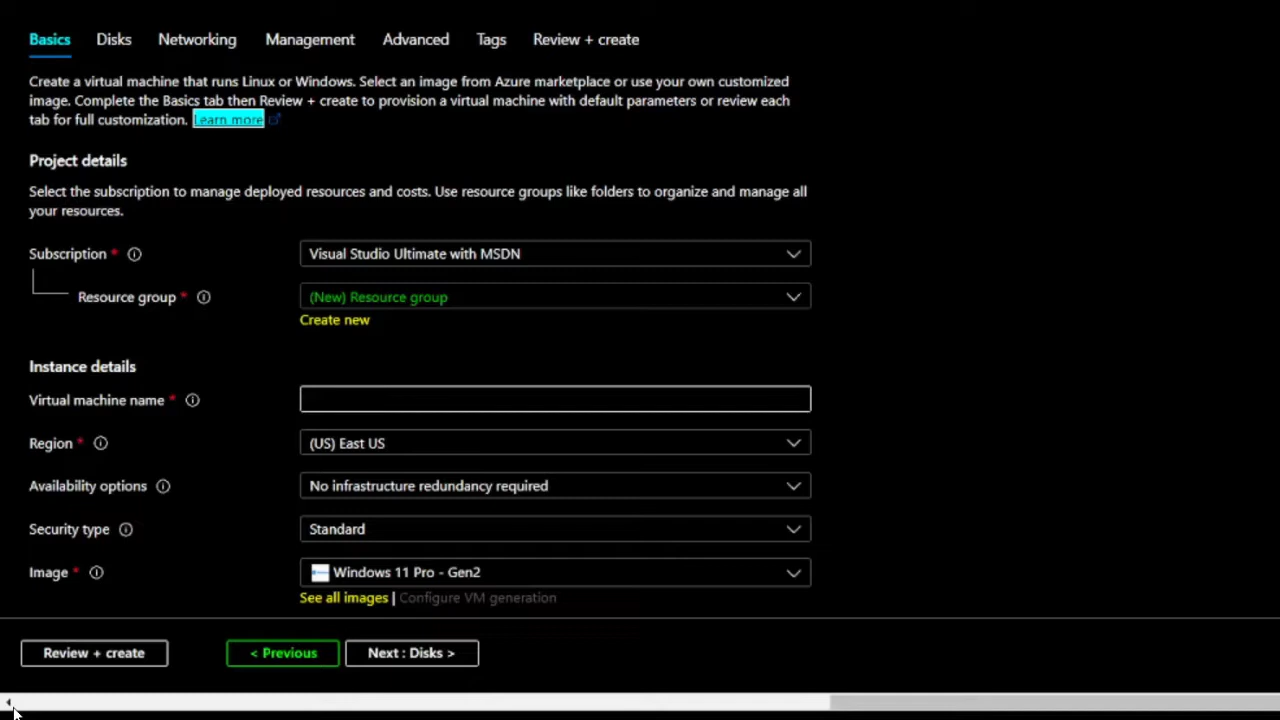 Basics Disks Networking Management Advanced Tags Review + create
Create a virtual machine that runs Linux or Windows. Select an image from Azure marketplace or use your own customized
image. Complete the Basics tab then Review + create to provision a virtual machine with default parameters or review each
tab for full customization. Learn more
Project details
Select the subscription to manage deployed resources and costs. Use resource groups like folders to organize and manage all
your resources.
Subscription * Visual Studio Ultimate with MSDN
Resource group * (New) Resource group
Create new
Instance details
Virtual machine name *
Region * (US) East US
Availability options No infrastructure redundancy required
Security type Standard
Image * Windows 11 Pro - Gen2
See all images | Configure VM generation
Review + create < Previous Next : Disks >